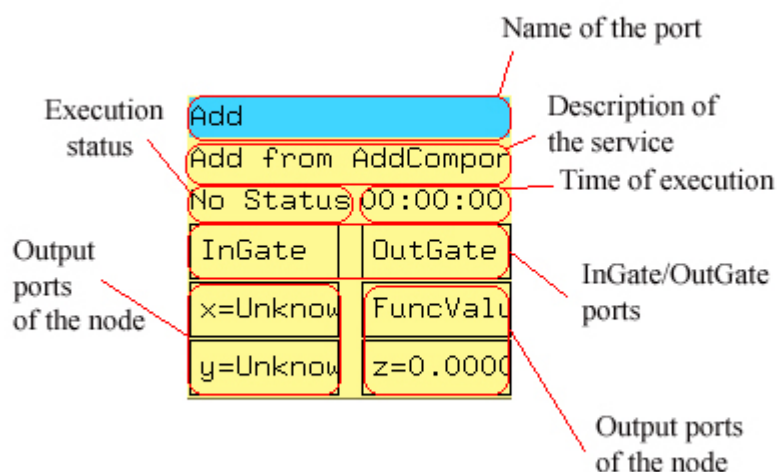 Name of the port
Execution
status
Add
Description of
the service
Add from AddCompor
Time of execution
No Status
00:00:00
Output
ports
of the node
InGate
OutGate
InGate/OutGate
ports
x=Unknow
FuncValu
y=Unknow
z=0.0000
Output ports
of the node